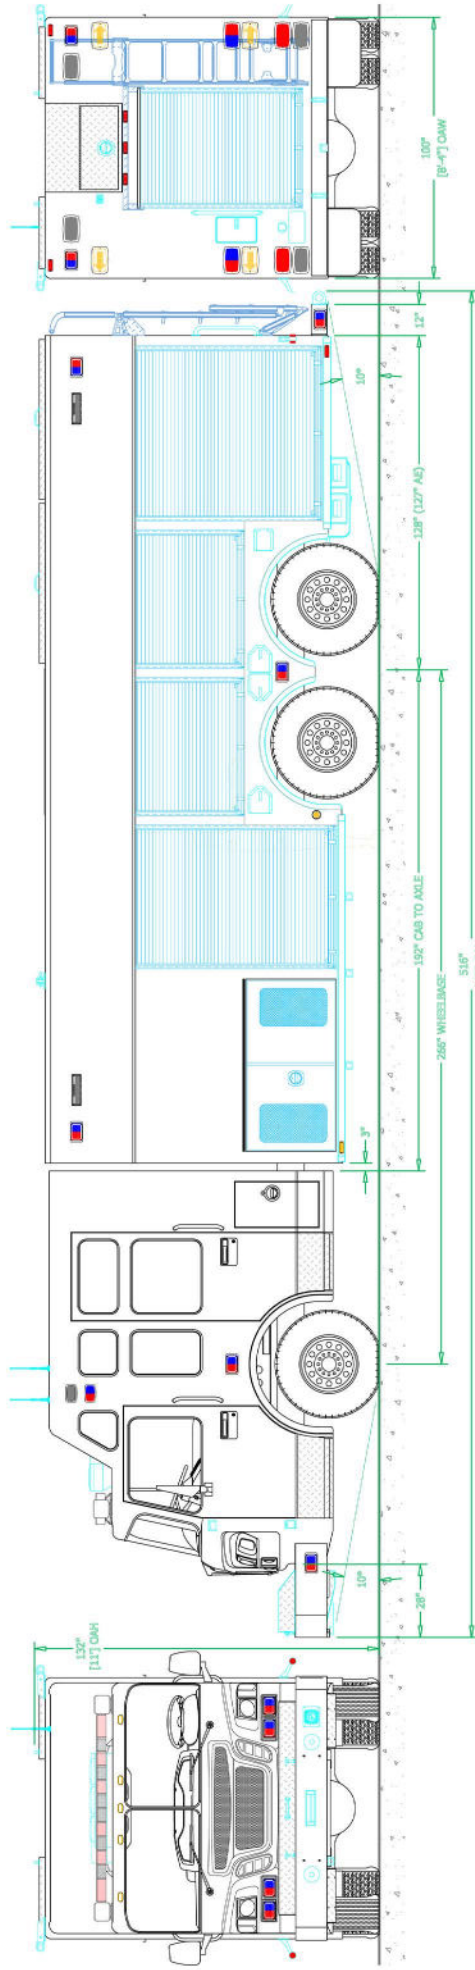 132"
[11'] OAH
28"
10°
3"
266" WHEELBASE
192" CAB TO AXLE
516"
128" (127" AE)
10°
12"
100"
[8'-4"] OAW